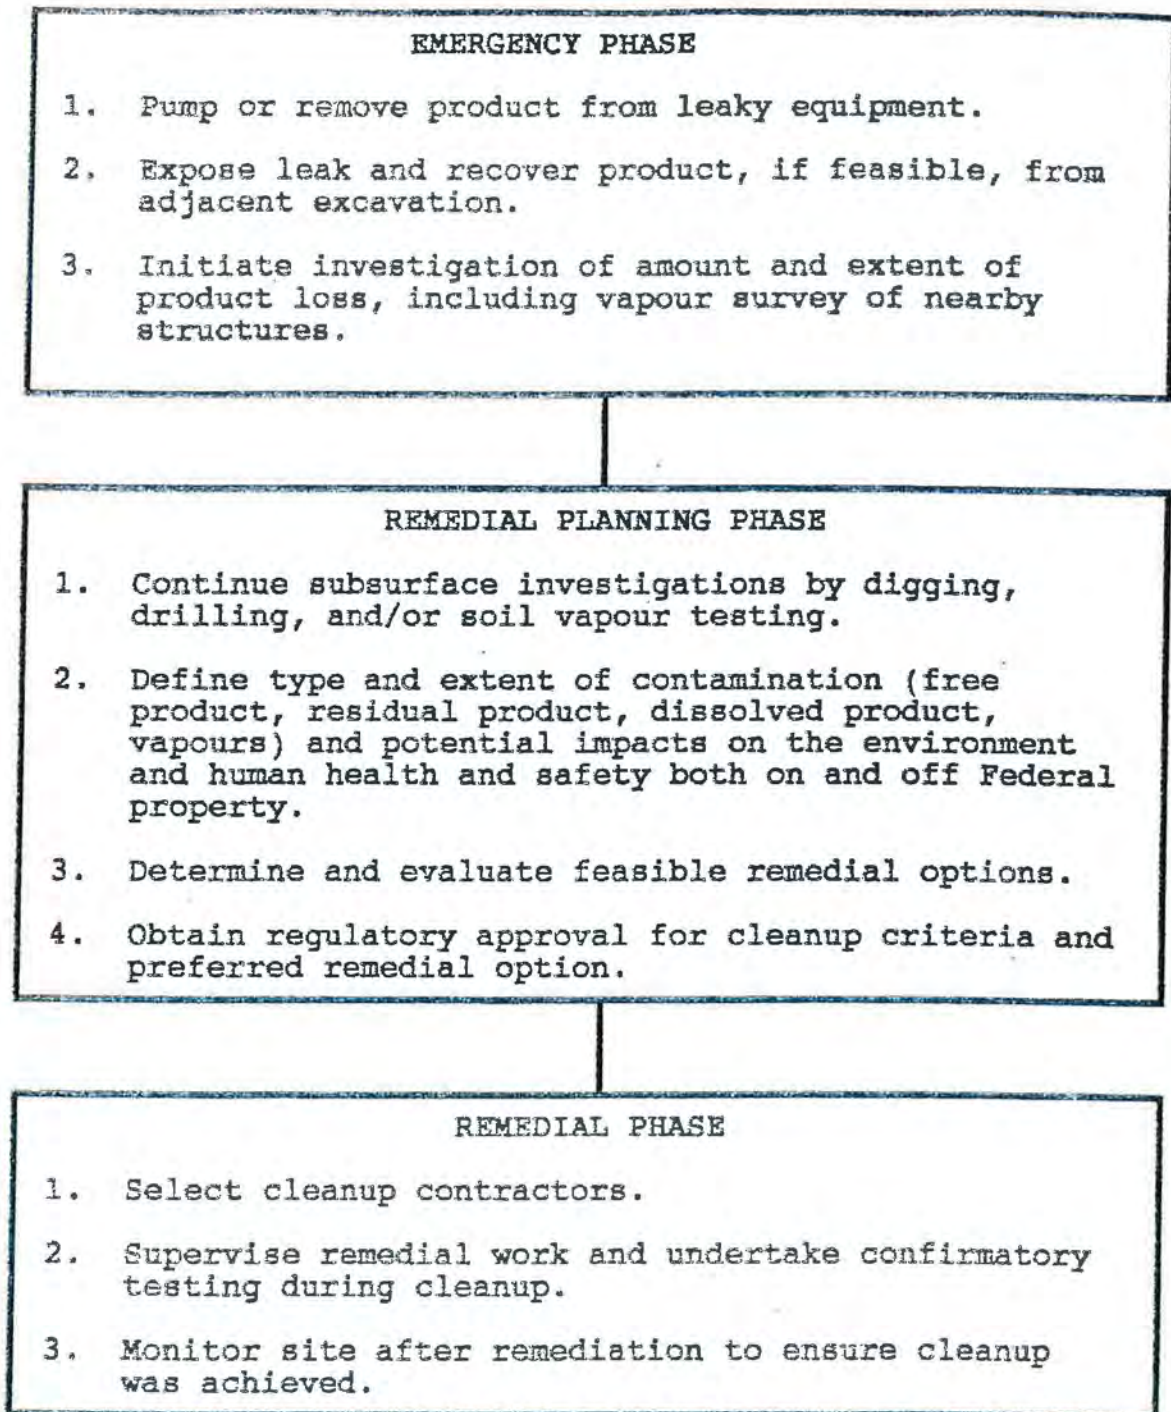 EMERGENCY PHASE
1. Pump or remove product from leaky equipment.
2. Expose leak and recover product, if feasible, from
adjacent excavation.
3. Initiate investigation of amount and extent of
product loss, including vapour survey of nearby
structures.
REMEDIAL PLANNING PHASE
1. Continue subsurface investigations by digging,
drilling, and/or soil vapour testing.
2. Define type and extent of contamination (free
product, residual product, dissolved product,
vapours) and potential impacts on the environment
and human health and safety both on and off Federal
property.
3. Determine and evaluate feasible remedial options.
4. Obtain regulatory approval for cleanup criteria and
preferred remedial option.
REMEDIAL PHASE
1. Select cleanup contractors.
2. Supervise remedial work and undertake confirmatory
testing during cleanup.
3. Monitor site after remediation to ensure cleanup
was achieved.